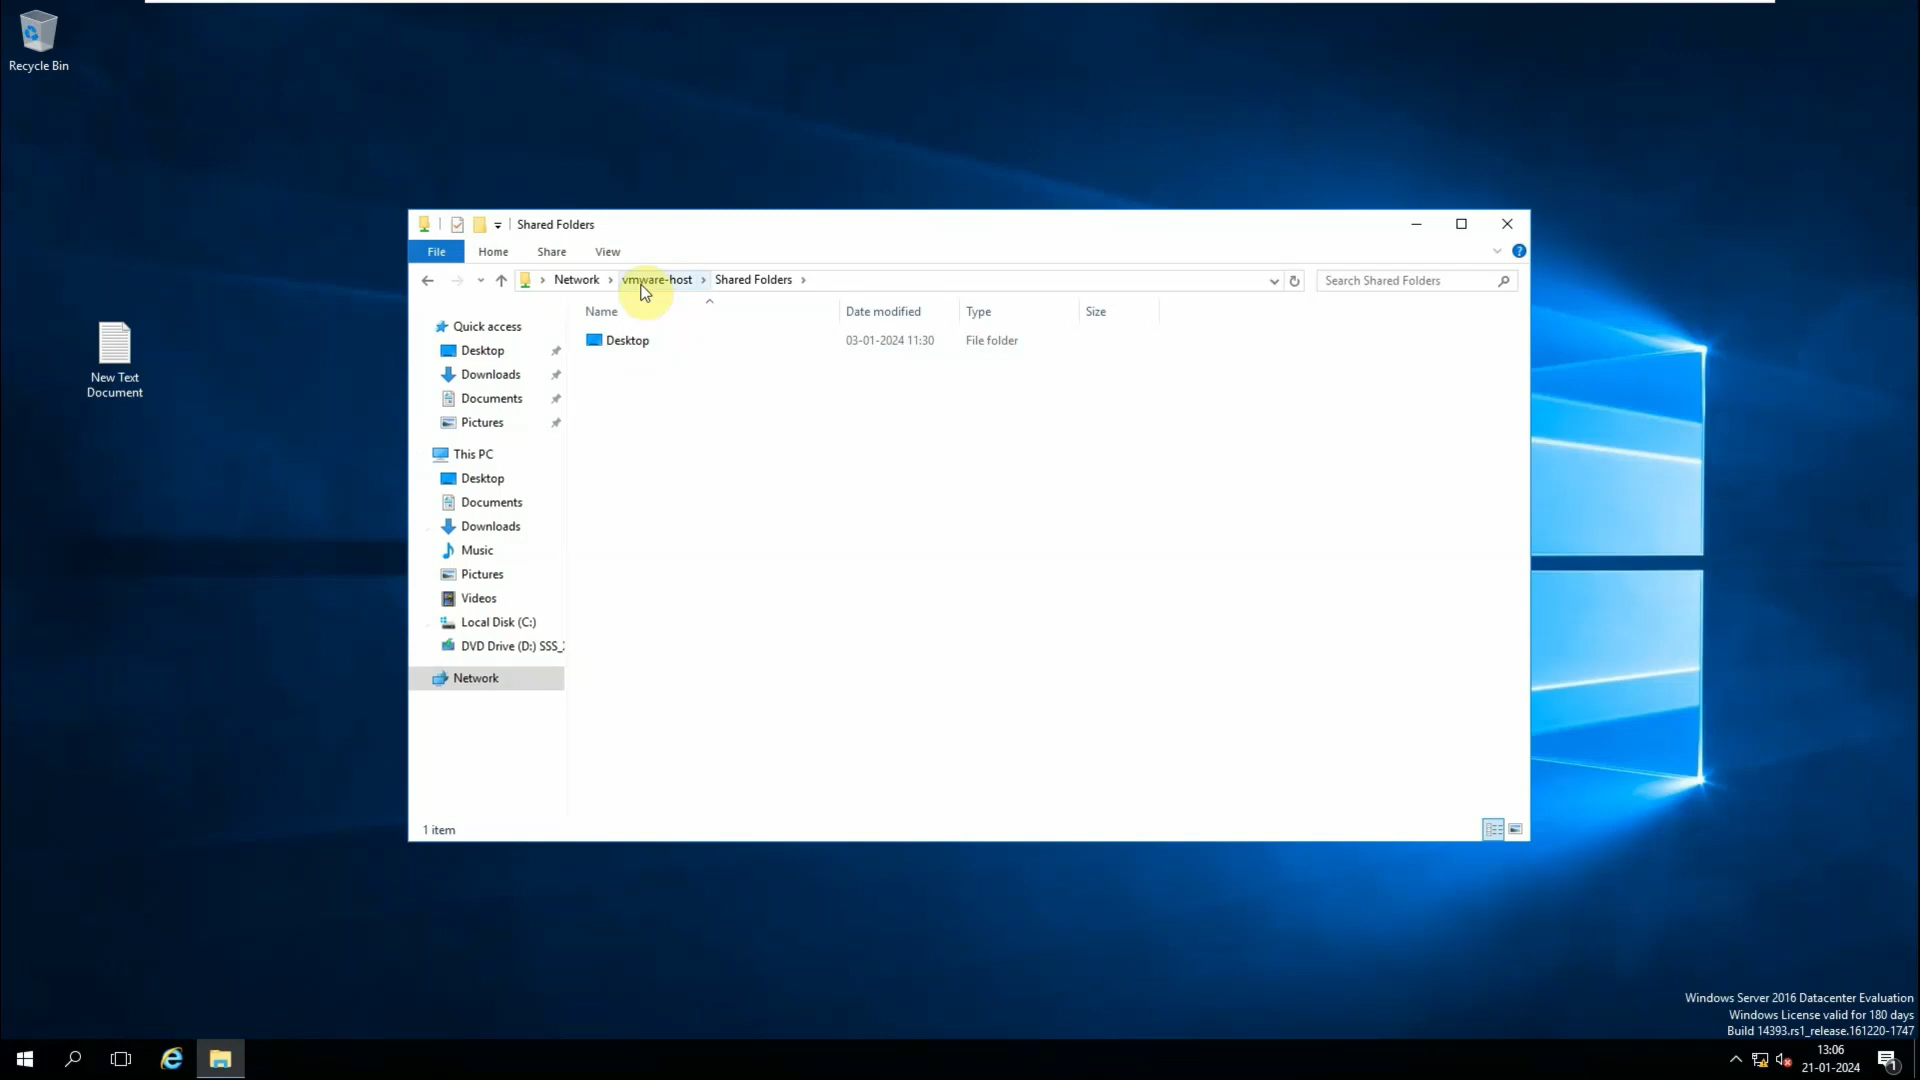 Recycle Bin
New Text
Document
Shared Folders
File Home Share View
Network vmware-host Shared Folders
Search Shared Folders
Name Date modified Type Size
Desktop 03-01-2024 11:30 File folder
Quick access
Desktop
Downloads
Documents
Pictures
This PC
Desktop
Documents
Downloads
Music
Pictures
Videos
Local Disk (C:)
DVD Drive (D:) SSS_
Network
1 item
Windows Server 2016 Datacenter Evaluation
Windows License valid for 180 days
Build 14393.rs1_release.161220-1747
13:06
21-01-2024
1